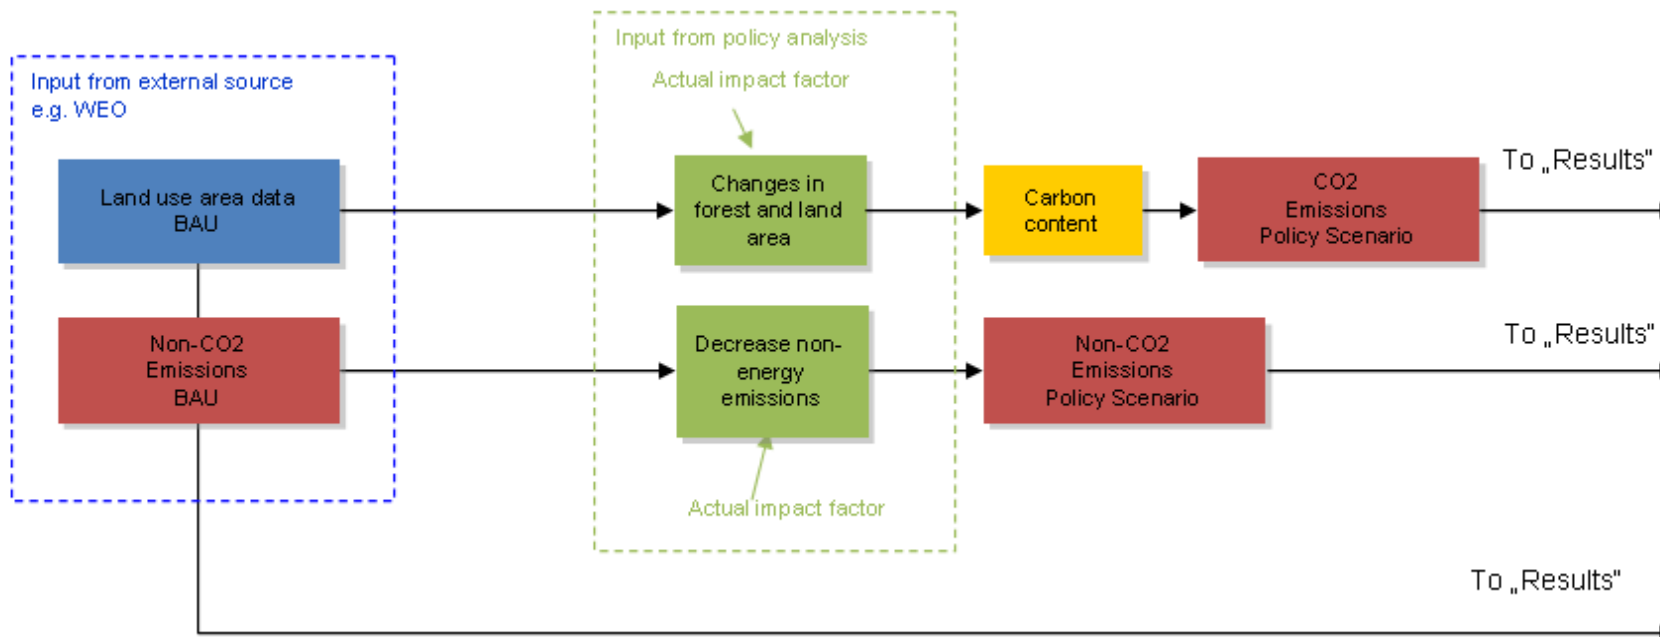 Input from policy analysis
Actual impact factor
Input from external source
e.g. WEO
Land use area data
BAU
Changes in
forest and land
area
Carbon
content
CO2
Emissions
Policy Scenario
To „Results"
Non-CO2
Emissions
BAU
Decrease non-
energy
emissions
Non-CO2
Emissions
Policy Scenario
To „Results"
Actual impact factor
To „Results"